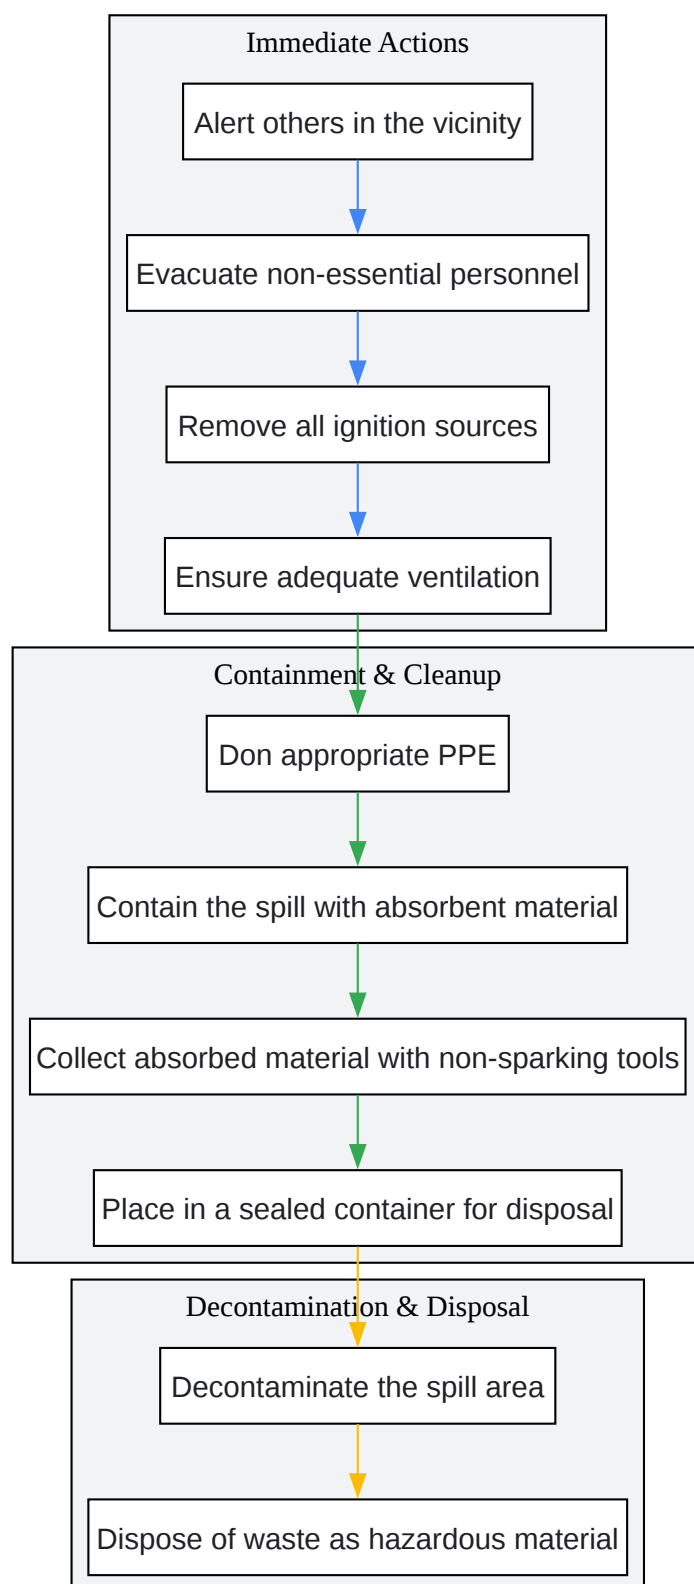 Immediate Actions
Alert others in the vicinity
Evacuate non-essential personnel
Remove all ignition sources
Ensure adequate ventilation
Containment & Cleanup
Don appropriate PPE
Contain the spill with absorbent material
Collect absorbed material with non-sparking tools
Place in a sealed container for disposal
Decontamination & Disposal
Decontaminate the spill area
Dispose of waste as hazardous material